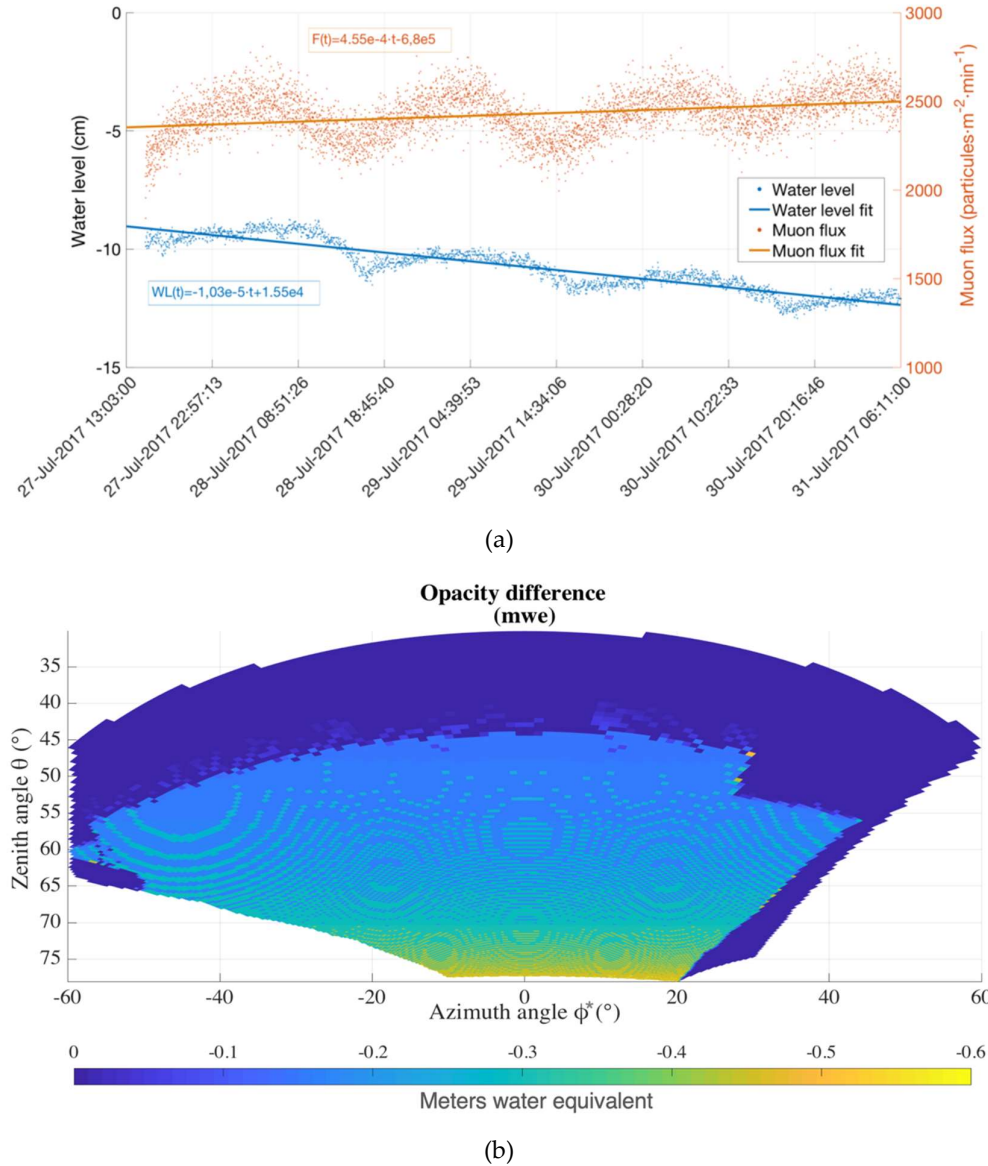 0
-5
-10
-15
Water level (cm)
F(t)=4.55e-4·t-6,8e5
WL(t)=-1,03e-5·t+1.55e4
Water level
Water level fit
Muon flux
Muon flux fit
3000
2500
2000
1500
1000
Muon flux (particules·m⁻²·min⁻¹)
27-Jul-2017 13:03:00
27-Jul-2017 22:57:13
28-Jul-2017 08:51:26
28-Jul-2017 18:45:40
29-Jul-2017 04:39:53
29-Jul-2017 14:34:06
30-Jul-2017 00:28:20
30-Jul-2017 10:22:33
30-Jul-2017 20:16:46
31-Jul-2017 06:11:00
(a)
Opacity difference
(mwe)
35
40
45
50
55
60
65
70
75
Zenith angle θ (°)
-60 -40 -20 0 20 40 60
Azimuth angle ϕ*(°)
0 -0.1 -0.2 -0.3 -0.4 -0.5 -0.6
Meters water equivalent
(b)